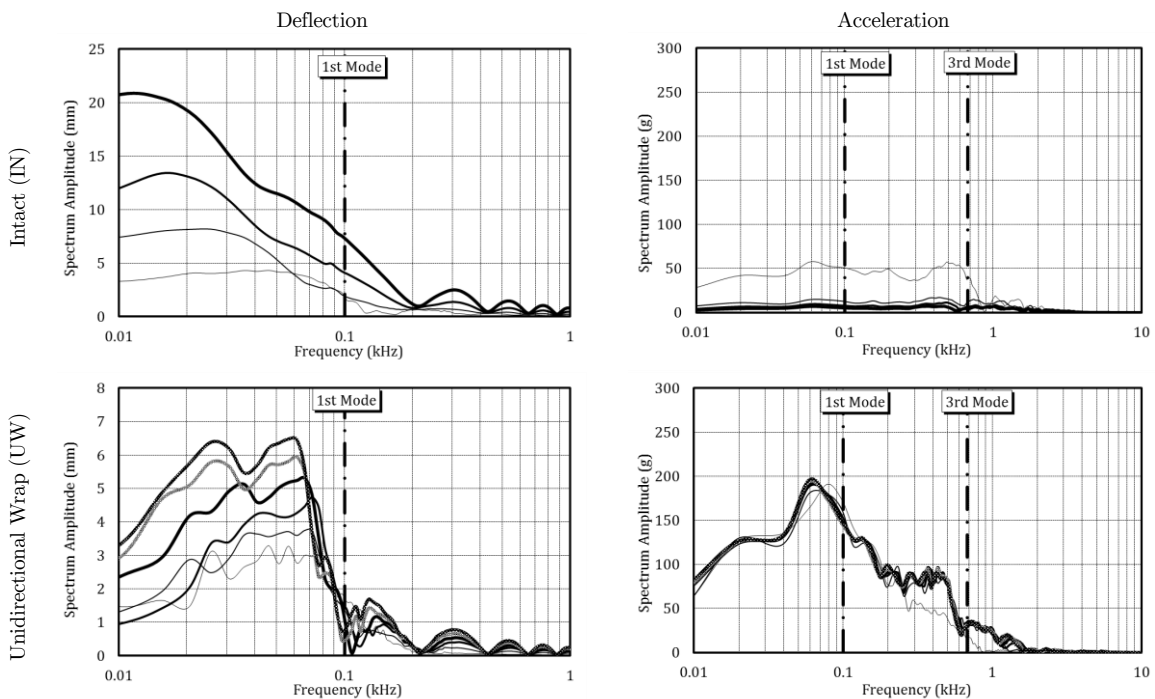 Deflection
Acceleration
Intact (IN)
Spectrum Amplitude (mm)
25
20
15
10
5
0
1st Mode
0.01
0.1
1
Frequency (kHz)
Spectrum Amplitude (g)
300
250
200
150
100
50
0
1st Mode
3rd Mode
0.01
0.1
1
10
Frequency (kHz)
Unidirectional Wrap (UW)
Spectrum Amplitude (mm)
8
7
6
5
4
3
2
1
0
1st Mode
0.01
0.1
1
Frequency (kHz)
Spectrum Amplitude (g)
300
250
200
150
100
50
0
1st Mode
3rd Mode
0.01
0.1
1
10
Frequency (kHz)